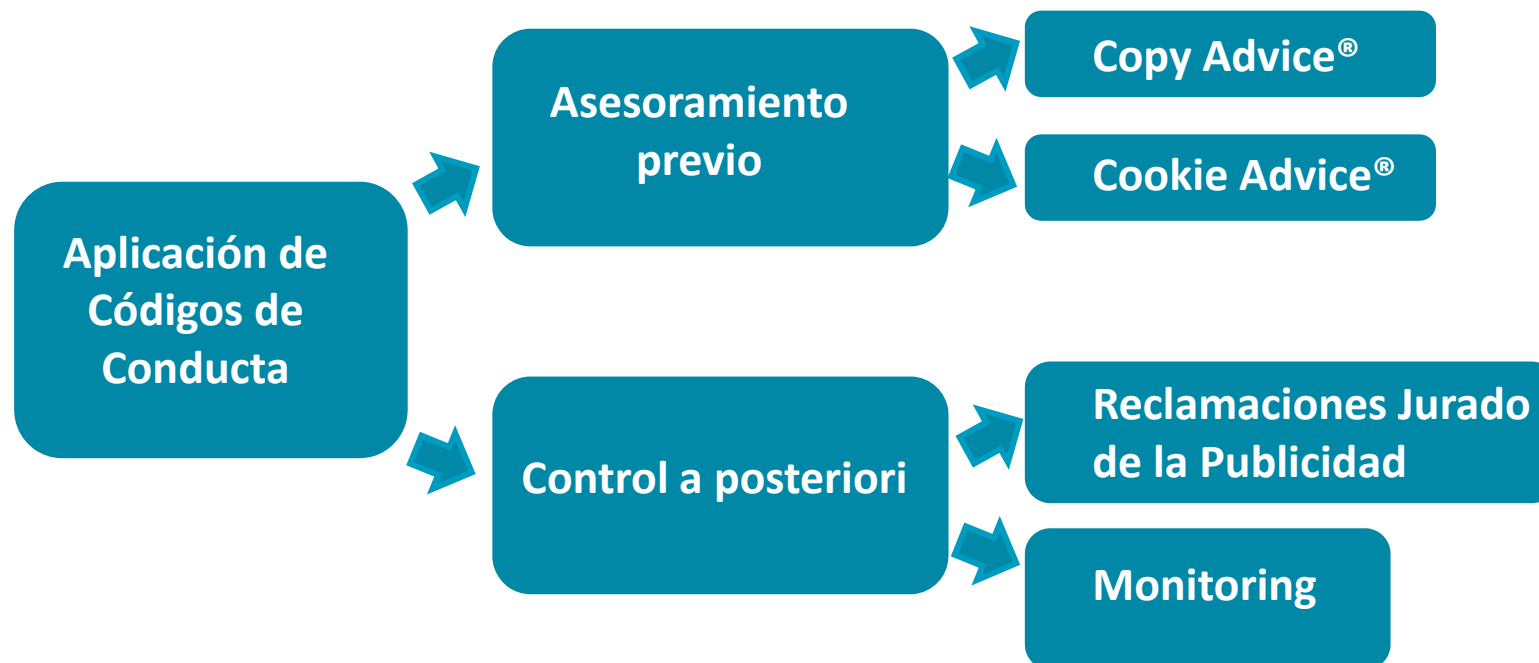 Aplicación de
Códigos de
Conducta
Asesoramiento
previo
Copy Advice®
Cookie Advice®
Control a posteriori
Reclamaciones Jurado
de la Publicidad
Monitoring